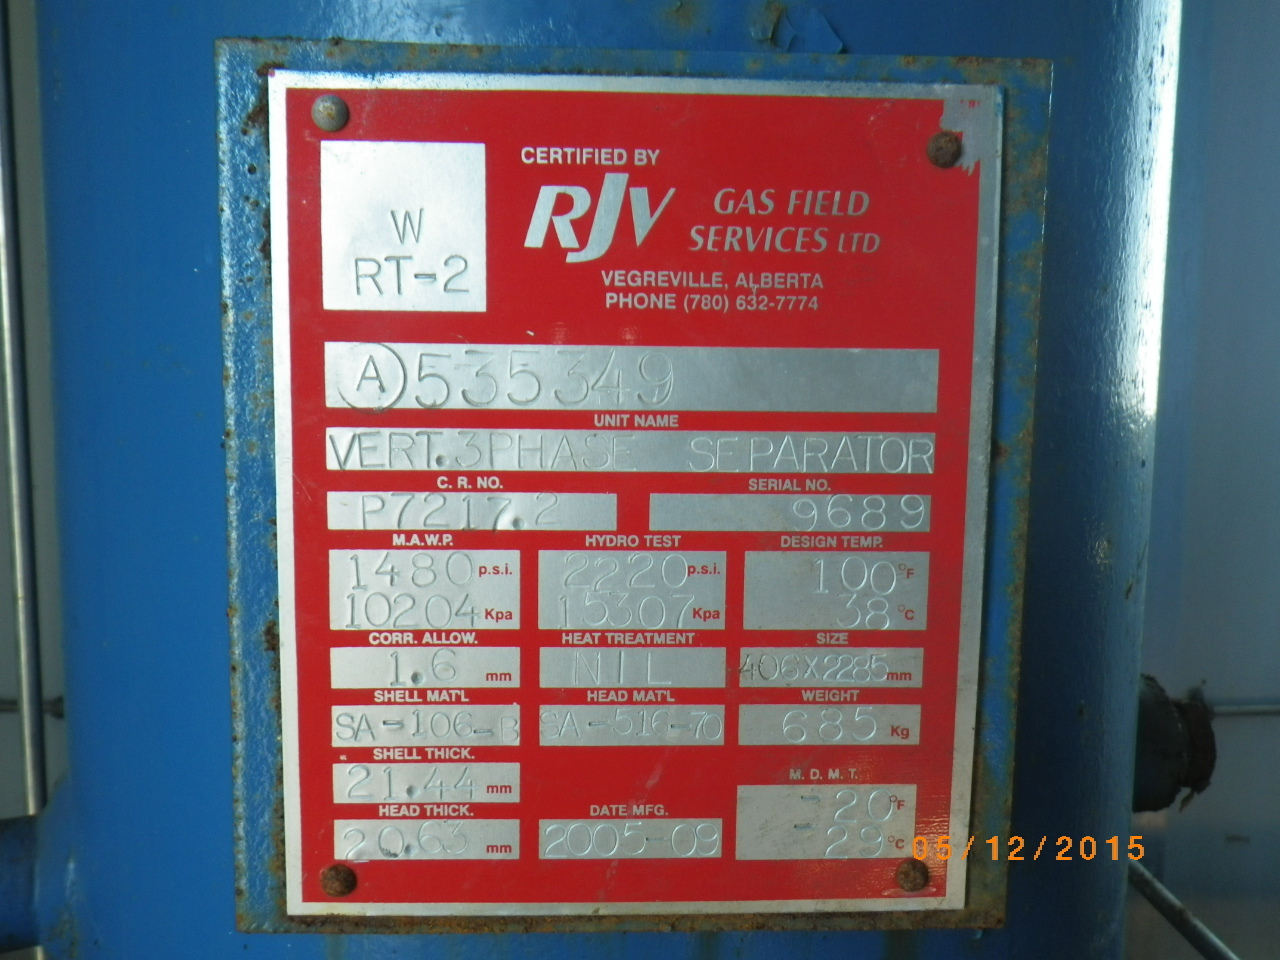 W
RT-2
CERTIFIED BY
RJV GAS FIELD
SERVICES LTD
VEGREVILLE, ALBERTA
PHONE (780) 632-7774
Ⓐ535349
UNIT NAME
VERT.3PHASE SEPARATOR
C. R. NO. SERIAL NO.
P7217.2 9689
M.A.W.P. HYDRO TEST DESIGN TEMP.
1480 p.s.i. 2220 p.s.i. 100 °F
10204 Kpa 15307 Kpa 38 °C
CORR. ALLOW. HEAT TREATMENT SIZE
1.6 mm NIL 406X2285 mm
SHELL MAT'L HEAD MAT'L WEIGHT
SA-106-B SA-516-70 685 Kg
SHELL THICK.
21.44 mm M. D. M. T.
HEAD THICK. DATE MFG. -20 °F
20.63 mm 2005-09 -29 °C
05/12/2015